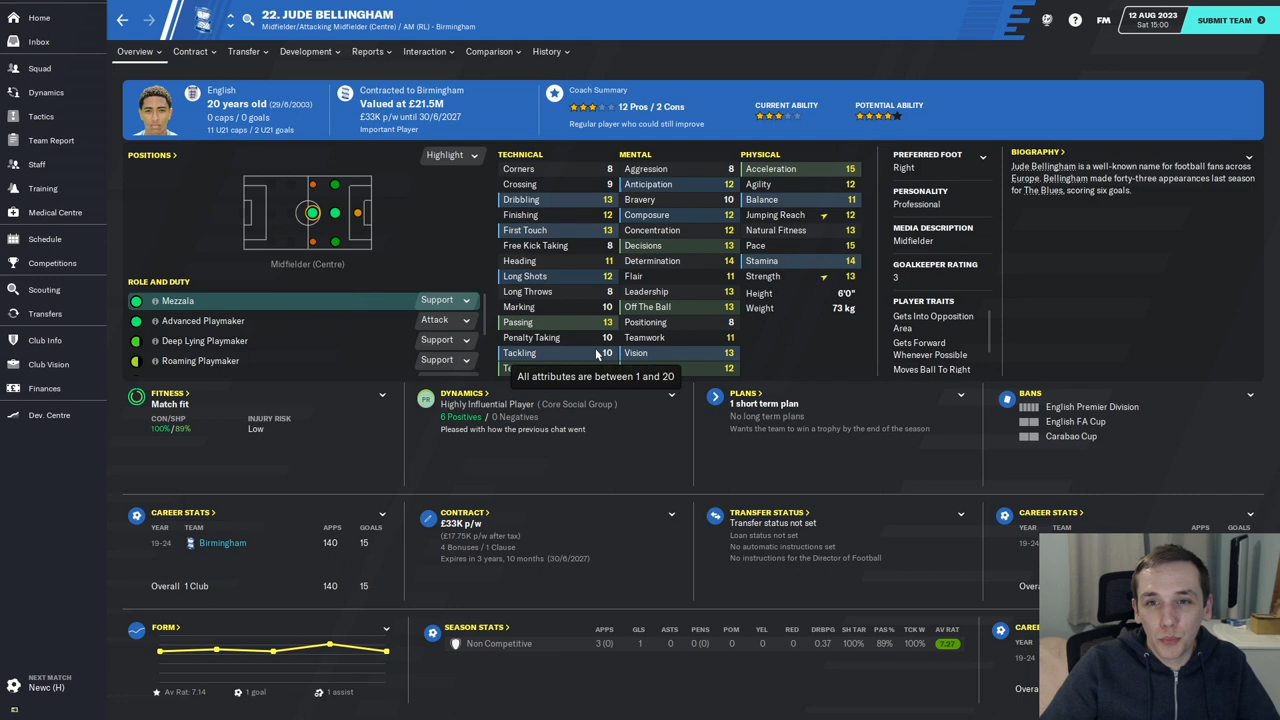 Home
Inbox
Squad
Dynamics
Tactics
Team Report
Staff
Training
Medical Centre
Schedule
Competitions
Scouting
Transfers
Club Info
Club Vision
Finances
Dev. Centre
NEXT MATCH
Newc (H)
22. JUDE BELLINGHAM
Midfielder/Attacking Midfielder (Centre) / AM (RL) - Birmingham
FM
12 AUG 2023
Sat 15:00
SUBMIT TEAM
Overview Contract Transfer Development Reports Interaction Comparison History
English
20 years old (29/6/2003)
0 caps / 0 goals
11 U21 caps / 2 U21 goals
Contracted to Birmingham
Valued at £21.5M
£33K p/w until 30/6/2027
Important Player
Coach Summary
12 Pros / 2 Cons
Regular player who could still improve
CURRENT ABILITY
POTENTIAL ABILITY
POSITIONS >
Highlight
Midfielder (Centre)
ROLE AND DUTY
Mezzala Support
Advanced Playmaker Attack
Deep Lying Playmaker Support
Roaming Playmaker Support
TECHNICAL
Corners 8
Crossing 9
Dribbling 13
Finishing 12
First Touch 13
Free Kick Taking 8
Heading 11
Long Shots 12
Long Throws 8
Marking 10
Passing 13
Penalty Taking 10
Tackling 10
MENTAL
Aggression 8
Anticipation 12
Bravery 10
Composure 12
Concentration 12
Decisions 13
Determination 14
Flair 11
Leadership 13
Off The Ball 13
Positioning 8
Teamwork 11
Vision 13
12
All attributes are between 1 and 20
PHYSICAL
Acceleration 15
Agility 12
Balance 11
Jumping Reach 12
Natural Fitness 13
Pace 15
Stamina 14
Strength 13
Height 6'0"
Weight 73 kg
PREFERRED FOOT
Right
PERSONALITY
Professional
MEDIA DESCRIPTION
Midfielder
GOALKEEPER RATING
3
PLAYER TRAITS
Gets Into Opposition
Area
Gets Forward
Whenever Possible
Moves Ball To Right
BIOGRAPHY >
Jude Bellingham is a well-known name for football fans across
Europe. Bellingham made forty-three appearances last season
for The Blues, scoring six goals.
FITNESS >
Match fit
CON/SHP
100%/89%
INJURY RISK
Low
PR
DYNAMICS >
Highly Influential Player ( Core Social Group )
6 Positives / 0 Negatives
Pleased with how the previous chat went
PLANS >
1 short term plan
No long term plans
Wants the team to win a trophy by the end of the season
BANS
English Premier Division
English FA Cup
Carabao Cup
CAREER STATS >
YEAR TEAM APPS GOALS
19-24 Birmingham 140 15
Overall 1 Club 140 15
CONTRACT >
£33K p/w
(£17.75K p/w after tax)
4 Bonuses / 1 Clause
Expires in 3 years, 10 months (30/6/2027)
TRANSFER STATUS >
Transfer status not set
Loan status not set
No automatic instructions set
No instructions for the Director of Football
CAREER STATS >
YEAR TEAM APPS GOALS
19-24
Overa
FORM >
Av Rat: 7.14 1 goal 1 assist
SEASON STATS >
APPS GLS ASTS PENS POM YEL RED DRBPG SH TAR PAS % TCK W AV RAT
Non Competitive 3 (0) 1 0 0 (0) 0 0 0 0.37 100% 89% 100% 7.27
CAREE
YEAR
19-24
Overa